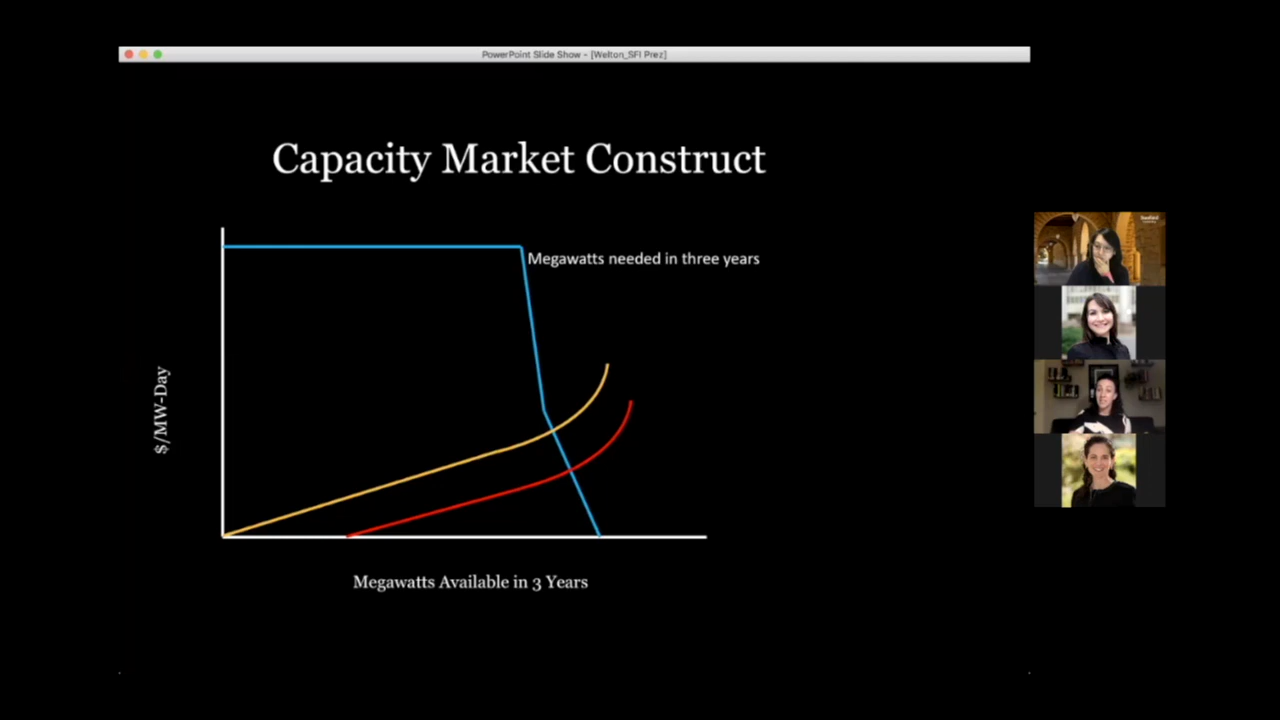 PowerPoint Slide Show - [Welton_SFI Prez]
Capacity Market Construct
Megawatts needed in three years
$/MW-Day
Megawatts Available in 3 Years